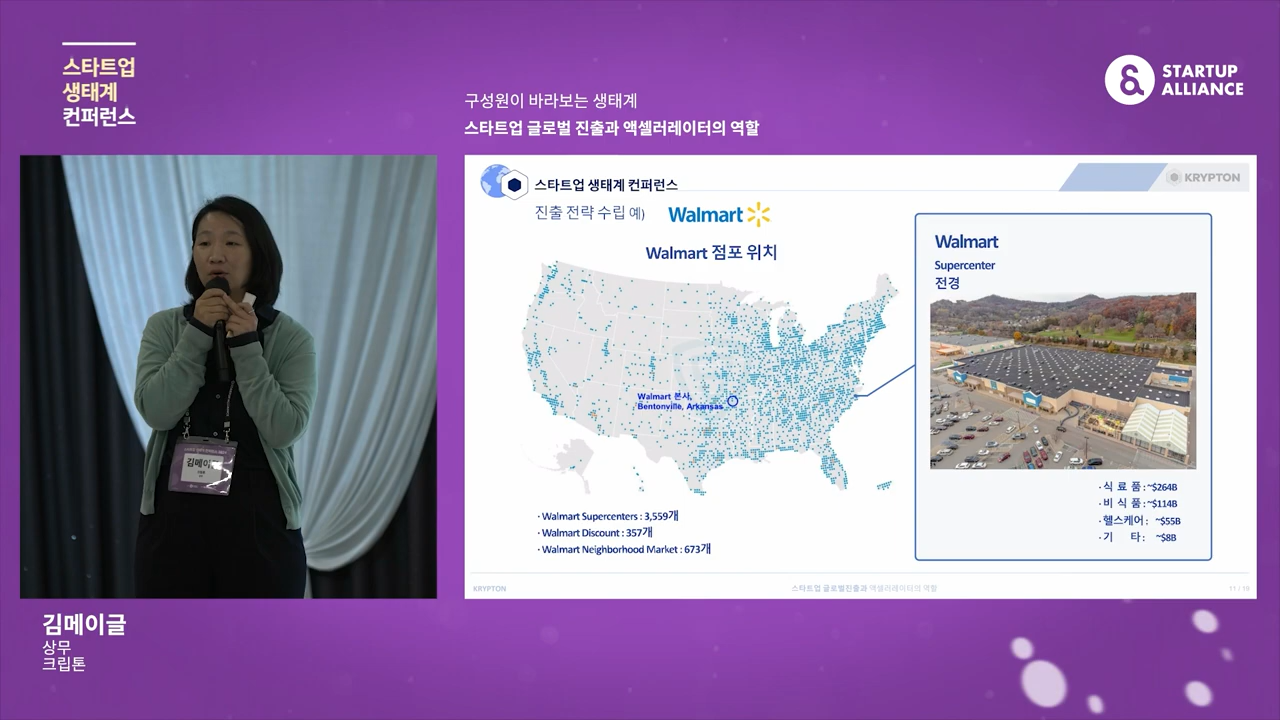 스타트업
생태계
컨퍼런스
STARTUP
ALLIANCE
구성원이 바라보는 생태계
스타트업 글로벌 진출과 액셀러레이터의 역할
스타트업 생태계 컨퍼런스
KRYPTON
진출 전략 수립 예)
Walmart
Walmart 점포 위치
Walmart 본사,
Bentonville, Arkansas
· Walmart Supercenters : 3,559개
· Walmart Discount : 357개
· Walmart Neighborhood Market : 673개
Walmart
Supercenter
전경
· 식 료 품 : ~$264B
· 비 식 품 : ~$114B
· 헬스케어 : ~$55B
· 기 타 : ~$8B
KRYPTON
스타트업 글로벌진출과 액셀러레이터의 역할
김메이글
상무
크립톤